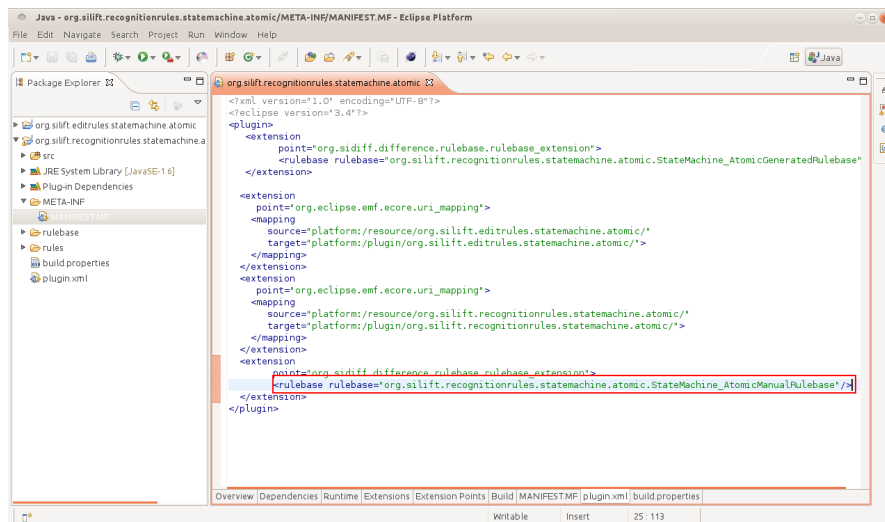 Java - org.silift.recognitionrules.statemachine.atomic/META-INF/MANIFEST.MF - Eclipse Platform
File Edit Navigate Search Project Run Window Help
Java
Package Explorer
org.silift.editrules.statemachine.atomic
org.silift.recognitionrules.statemachine.a
src
JRE System Library [JavaSE-1.6]
Plug-in Dependencies
META-INF
MANIFEST.MF
rulebase
rules
build.properties
plugin.xml
org.silift.recognitionrules.statemachine.atomic
<?xml version="1.0" encoding="UTF-8"?>
<?eclipse version="3.4"?>
<plugin>
<extension
point="org.sidiff.difference.rulebase.rulebase_extension">
<rulebase rulebase="org.silift.recognitionrules.statemachine.atomic.StateMachine_AtomicGeneratedRulebase"
</extension>
<extension
point="org.eclipse.emf.ecore.uri_mapping">
<mapping
source="platform:/resource/org.silift.editrules.statemachine.atomic/"
target="platform:/plugin/org.silift.editrules.statemachine.atomic/">
</mapping>
</extension>
<extension
point="org.eclipse.emf.ecore.uri_mapping">
<mapping
source="platform:/resource/org.silift.recognitionrules.statemachine.atomic/"
target="platform:/plugin/org.silift.recognitionrules.statemachine.atomic/">
</mapping>
</extension>
<extension
point="org.sidiff.difference.rulebase.rulebase_extension">
<rulebase rulebase="org.silift.recognitionrules.statemachine.atomic.StateMachine_AtomicManualRulebase"/>
</extension>
</plugin>
Overview Dependencies Runtime Extensions Extension Points Build MANIFEST.MF plugin.xml build.properties
Writable Insert 25 : 113